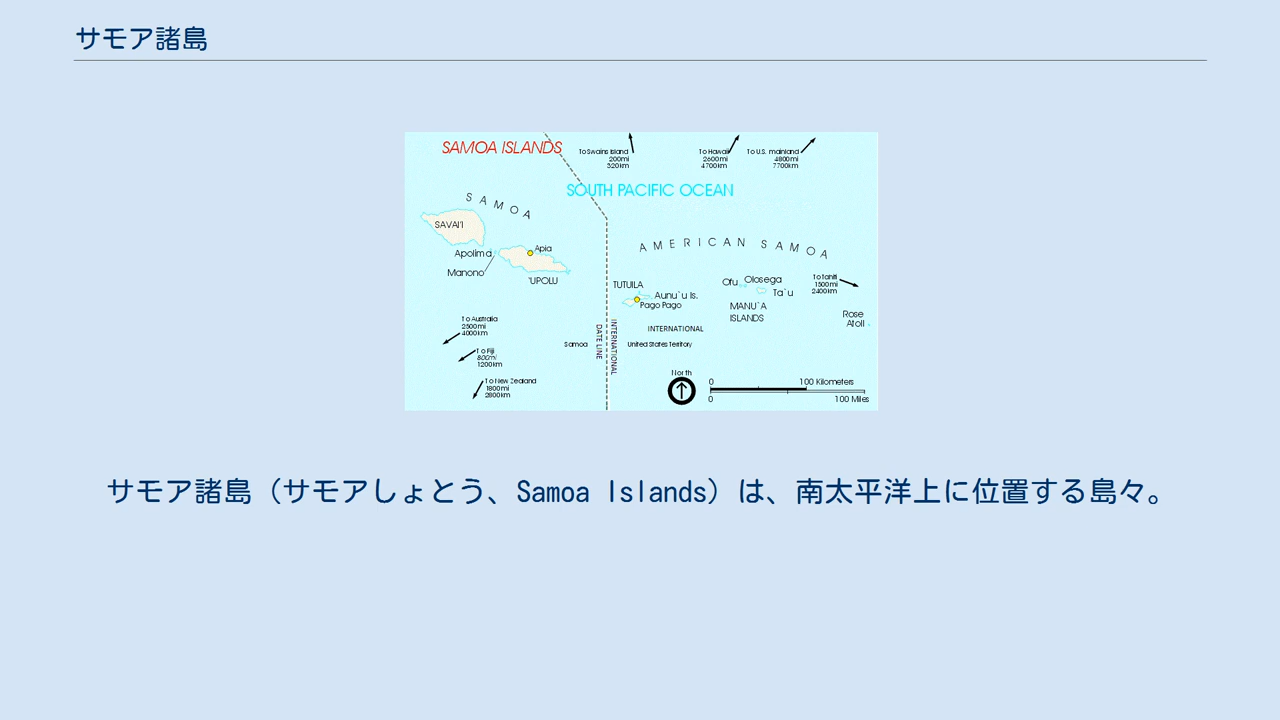 サモア諸島
SAMOA ISLANDS
To Swains Island
200mi
320km
To Hawaii
2600mi
4700km
To U.S. mainland
4800mi
7700km
SOUTH PACIFIC OCEAN
SAMOA
SAVAI'I
Apolima
Apia
Manono
'UPOLU
AMERICAN SAMOA
TUTUILA
Aunu`u Is.
Pago Pago
Ofu
Olosega
Ta`u
MANU`A
ISLANDS
To Tahiti
1500mi
2400km
Rose
Atoll
To Australia
2500mi
4000km
To Fiji
800mi
1200km
To New Zealand
1800mi
2800km
INTERNATIONAL
DATE LINE
INTERNATIONAL
Samoa
United States Territory
North
0
100 Kilometers
0
100 Miles
サモア諸島（サモアしょとう、Samoa Islands）は、南太平洋上に位置する島々。